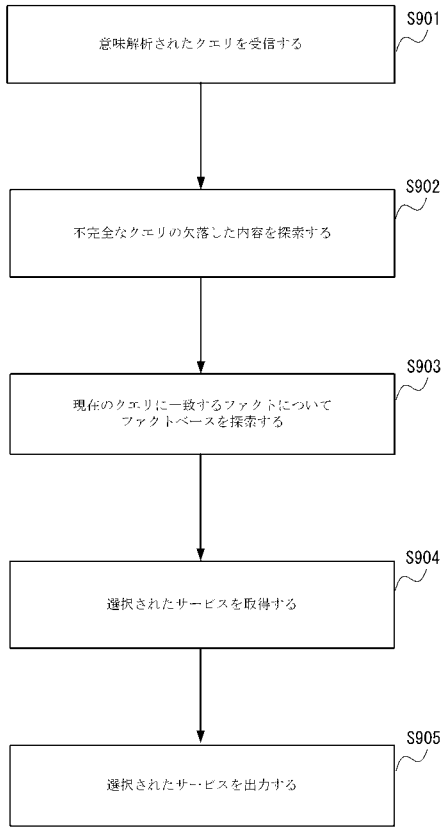 S901
意味解析されたクエリを受信する
S902
不完全なクエリの欠落した内容を探索する
S903
現在のクエリに一致するファクトについて
ファクトベースを探索する
S904
選択されたサービスを取得する
S905
選択されたサービスを出力する